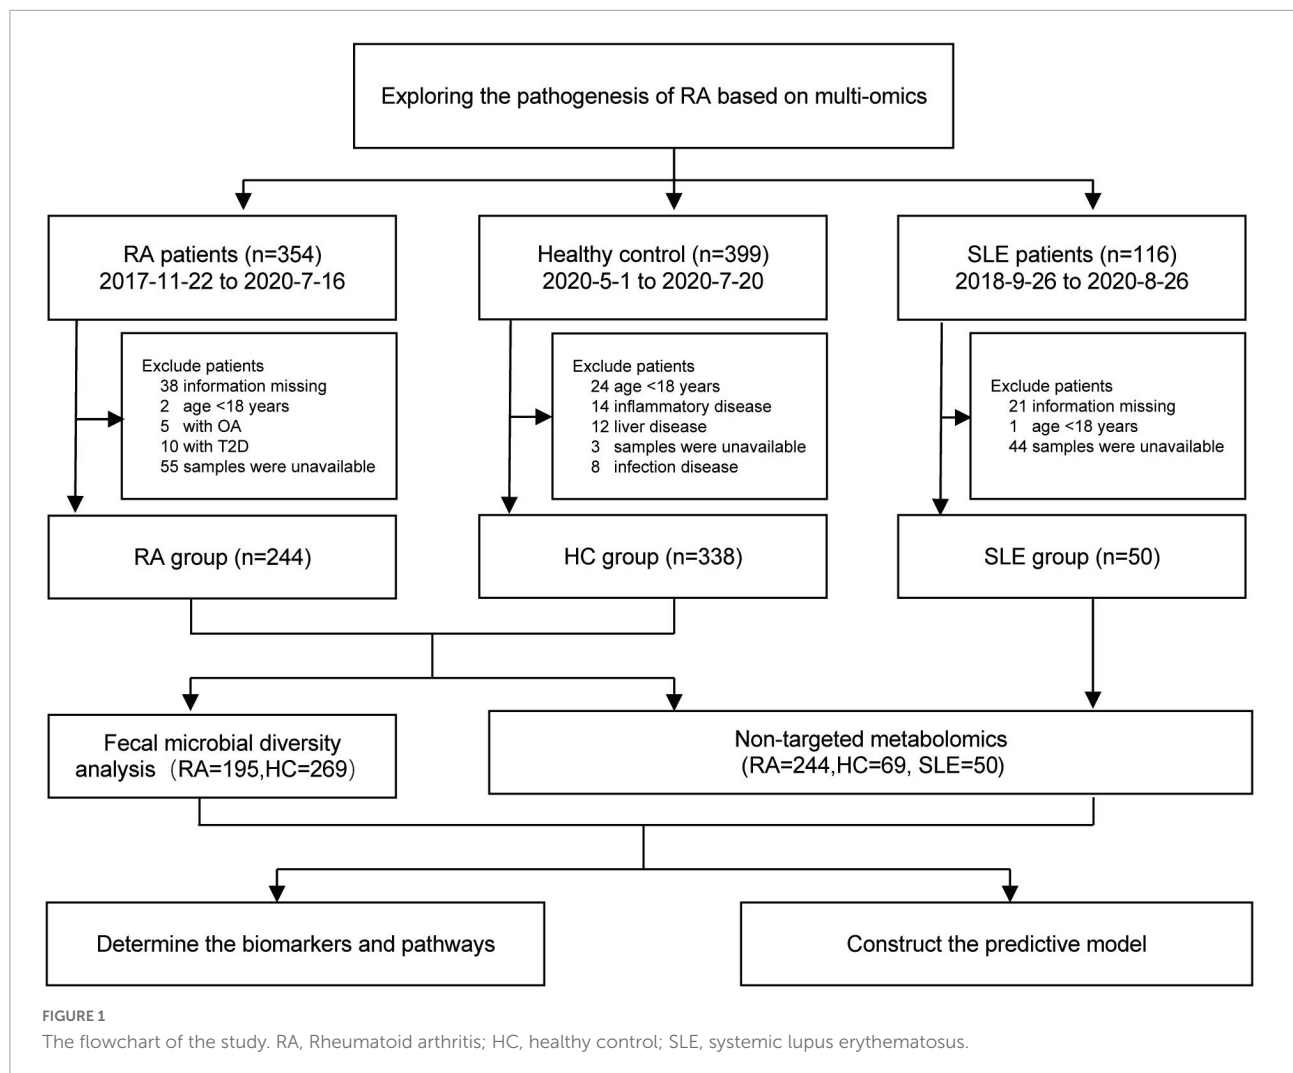 Exploring the pathogenesis of RA based on multi-omics
RA patients (n=354)
2017-11-22 to 2020-7-16
Healthy control (n=399)
2020-5-1 to 2020-7-20
SLE patients (n=116)
2018-9-26 to 2020-8-26
Exclude patients
38 information missing
2 age <18 years
5 with OA
10 with T2D
55 samples were unavailable
Exclude patients
24 age <18 years
14 inflammatory disease
12 liver disease
3 samples were unavailable
8 infection disease
Exclude patients
21 information missing
1 age <18 years
44 samples were unavailable
RA group (n=244)
HC group (n=338)
SLE group (n=50)
Fecal microbial diversity
analysis（RA=195,HC=269）
Non-targeted metabolomics
(RA=244,HC=69, SLE=50)
Determine the biomarkers and pathways
Construct the predictive model
FIGURE 1
The flowchart of the study. RA, Rheumatoid arthritis; HC, healthy control; SLE, systemic lupus erythematosus.